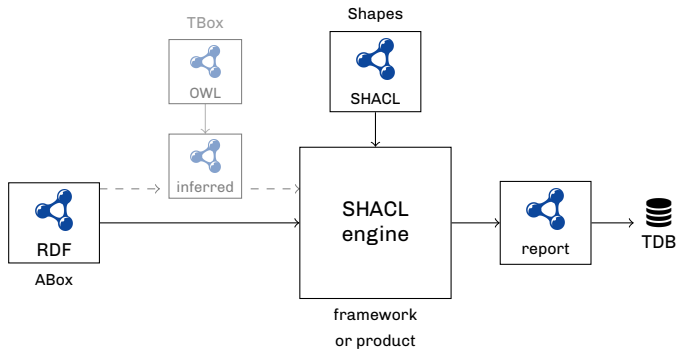 TBox
Shapes
OWL
SHACL
inferred
RDF
ABox
SHACL
engine
framework
or product
report
TDB